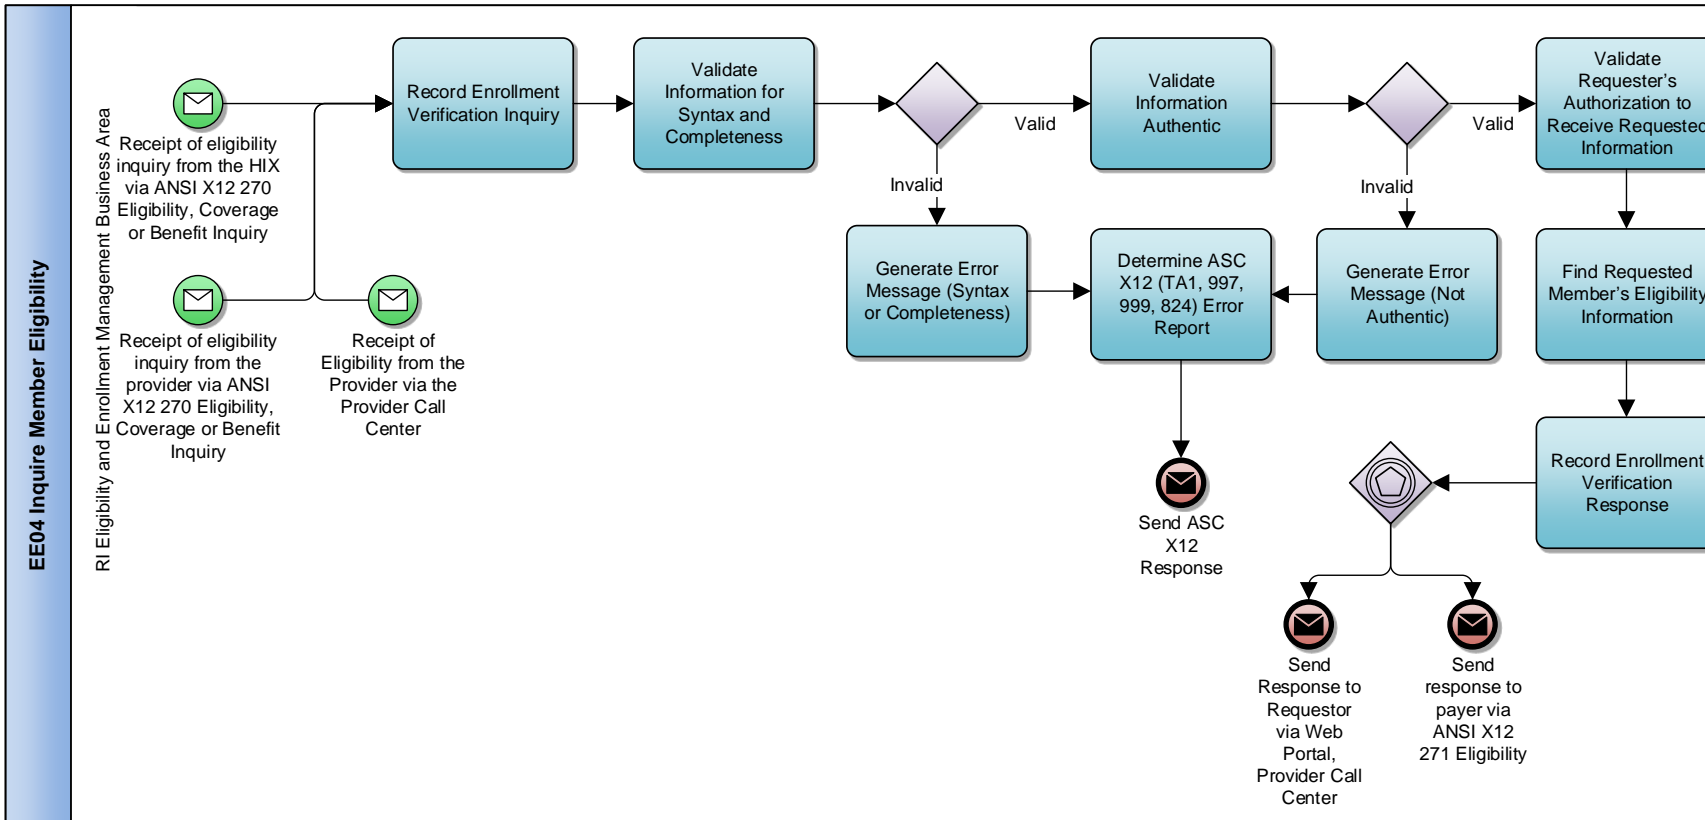 EE04 Inquire Member Eligibility
RI Eligibility and Enrollment Management Business Area
Receipt of eligibility
inquiry from the HIX
via ANSI X12 270
Eligibility, Coverage
or Benefit Inquiry
Receipt of eligibility
inquiry from the
provider via ANSI
X12 270 Eligibility,
Coverage or Benefit
Inquiry
Receipt of
Eligibility from the
Provider via the
Provider Call
Center
Record Enrollment
Verification Inquiry
Validate
Information for
Syntax and
Completeness
Valid
Invalid
Generate Error
Message (Syntax
or Completeness)
Validate
Information
Authentic
Valid
Invalid
Generate Error
Message (Not
Authentic)
Determine ASC
X12 (TA1, 997,
999, 824) Error
Report
Send ASC
X12
Response
Validate
Requester's
Authorization to
Receive Requested
Information
Find Requested
Member's Eligibility
Information
Record Enrollment
Verification
Response
Send
Response to
Requestor
via Web
Portal,
Provider Call
Center
Send
response to
payer via
ANSI X12
271 Eligibility